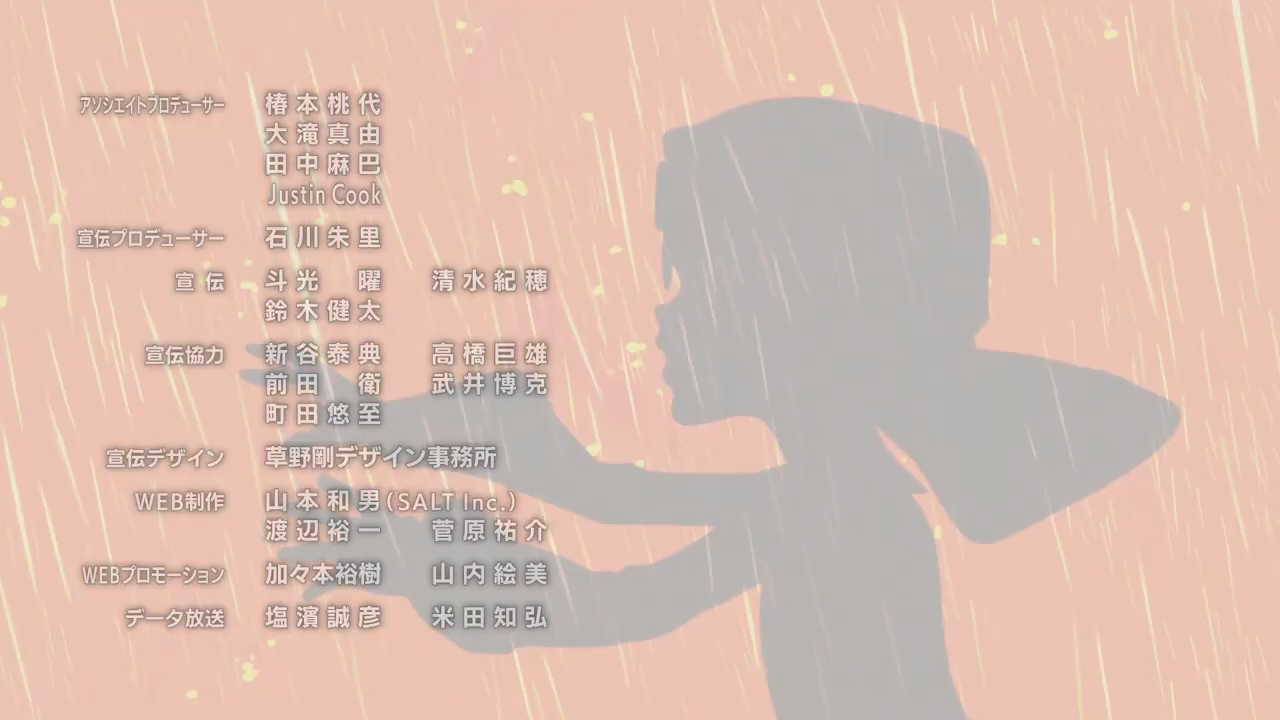 アソシエイトプロデューサー 椿本桃代
大滝真由
田中麻巴
Justin Cook
宣伝プロデューサー 石川朱里
宣伝 斗光 曜 清水紀穂
鈴木健太
宣伝協力 新谷泰典 高橋巨雄
前田 衛 武井博克
町田悠至
宣伝デザイン 草野剛デザイン事務所
WEB制作 山本和男(SALT Inc.)
渡辺裕一 菅原祐介
WEBプロモーション 加々本裕樹 山内絵美
データ放送 塩濱誠彦 米田知弘